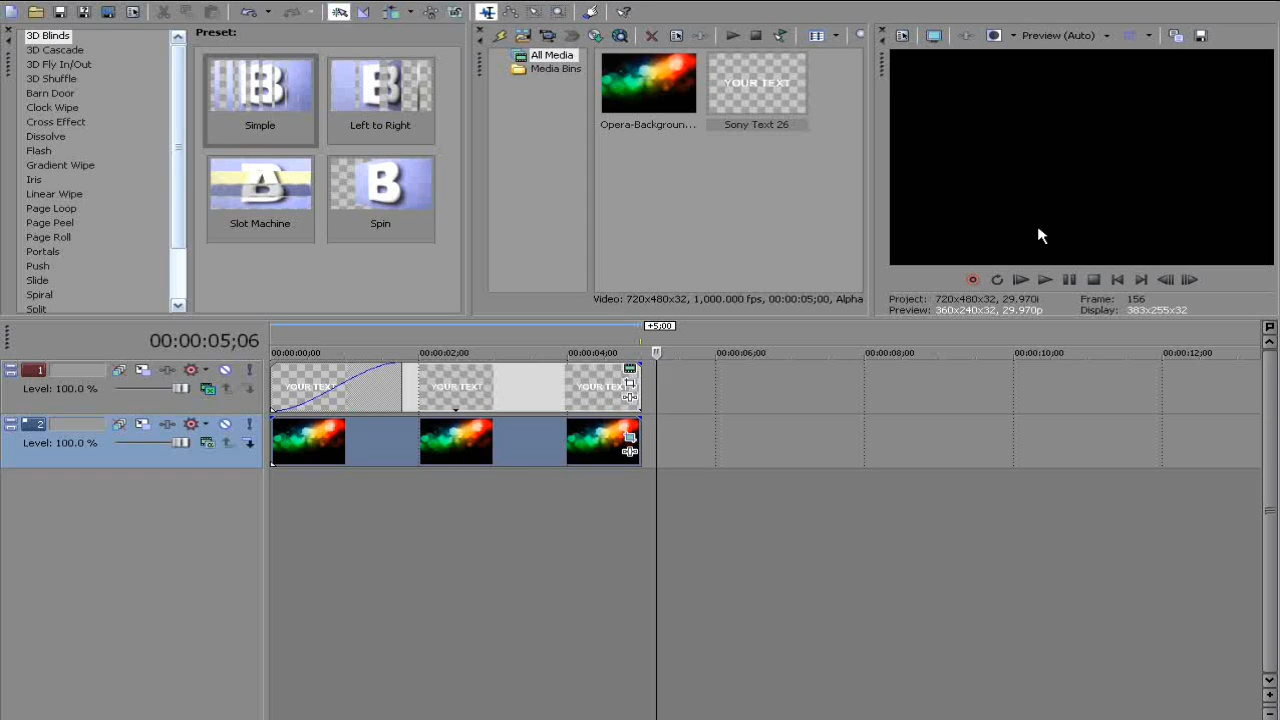 Preview (Auto)
3D Blinds
3D Cascade
3D Fly In/Out
3D Shuffle
Barn Door
Clock Wipe
Cross Effect
Dissolve
Flash
Gradient Wipe
Iris
Linear Wipe
Page Loop
Page Peel
Page Roll
Portals
Push
Slide
Spiral
Split
Preset:
Simple
Left to Right
Slot Machine
Spin
All Media
Media Bins
YOUR TEXT
Opera-Backgroun...
Sony Text 26
Video: 720x480x32, 1,000.000 fps, 00:00:05;00, Alpha
Project: 720x480x32, 29.970i
Frame: 156
Preview: 360x240x32, 29.970p
Display: 383x255x32
00:00:05;06
+5;00
00:00:00;00
00:00:02;00
00:00:04;00
00:00:06;00
00:00:08;00
00:00:10;00
00:00:12;00
1
Level: 100.0 %
YOUR TEXT
YOUR TEXT
YOUR TEXT
2
Level: 100.0 %